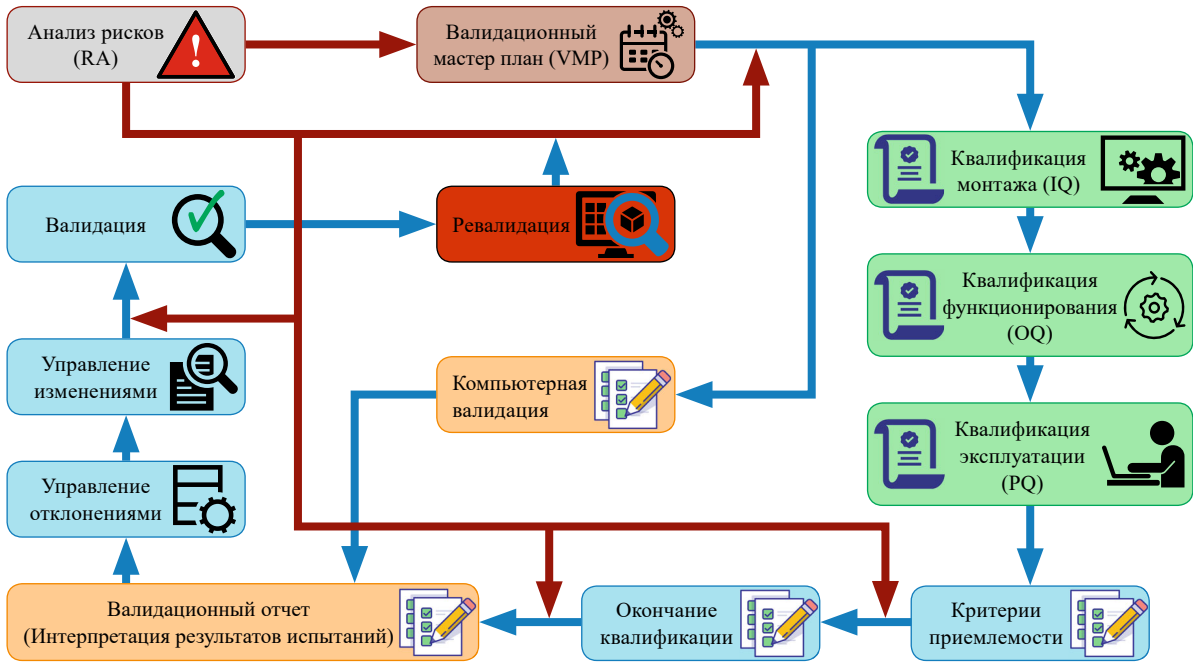 Анализ рисков
(RA)
Валидационный
мастер план (VMP)
Квалификация
монтажа (IQ)
Валидация
Ревалидация
Квалификация
функционирования
(OQ)
Управление
изменениями
Компьютерная
валидация
Квалификация
эксплуатации
(PQ)
Управление
отклонениями
Валидационный отчет
(Интерпретация результатов испытаний)
Окончание
квалификации
Критерии
приемлемости